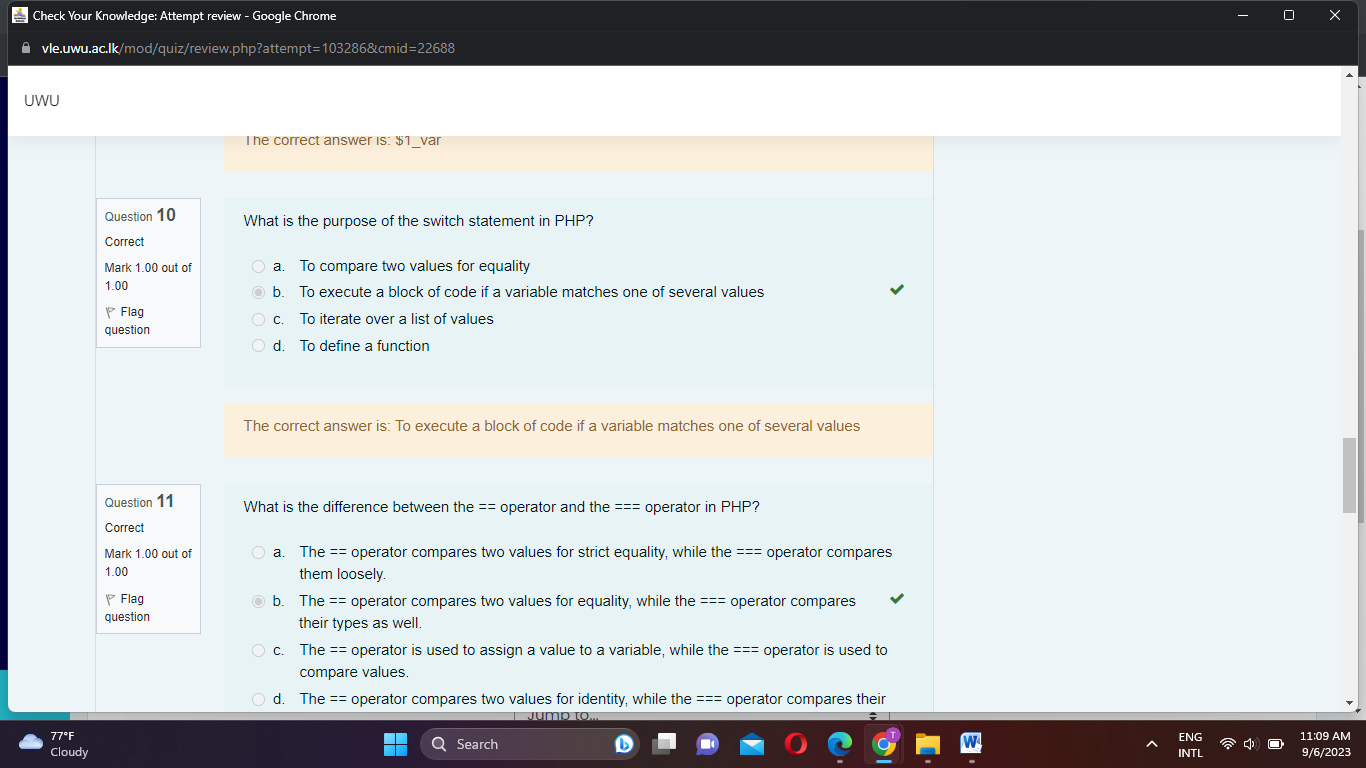 Check Your Knowledge: Attempt review - Google Chrome
vle.uwu.ac.lk/mod/quiz/review.php?attempt=103286&cmid=22688
UWU
The correct answer is: $1_var
Question 10
Correct
Mark 1.00 out of
1.00
Flag
question
What is the purpose of the switch statement in PHP?
a. To compare two values for equality
b. To execute a block of code if a variable matches one of several values
c. To iterate over a list of values
d. To define a function
The correct answer is: To execute a block of code if a variable matches one of several values
Question 11
Correct
Mark 1.00 out of
1.00
Flag
question
What is the difference between the == operator and the === operator in PHP?
a. The == operator compares two values for strict equality, while the === operator compares
them loosely.
b. The == operator compares two values for equality, while the === operator compares
their types as well.
c. The == operator is used to assign a value to a variable, while the === operator is used to
compare values.
d. The == operator compares two values for identity, while the === operator compares their
Jump to...
77°F
Cloudy
Search
T
W
ENG
INTL
11:09 AM
9/6/2023